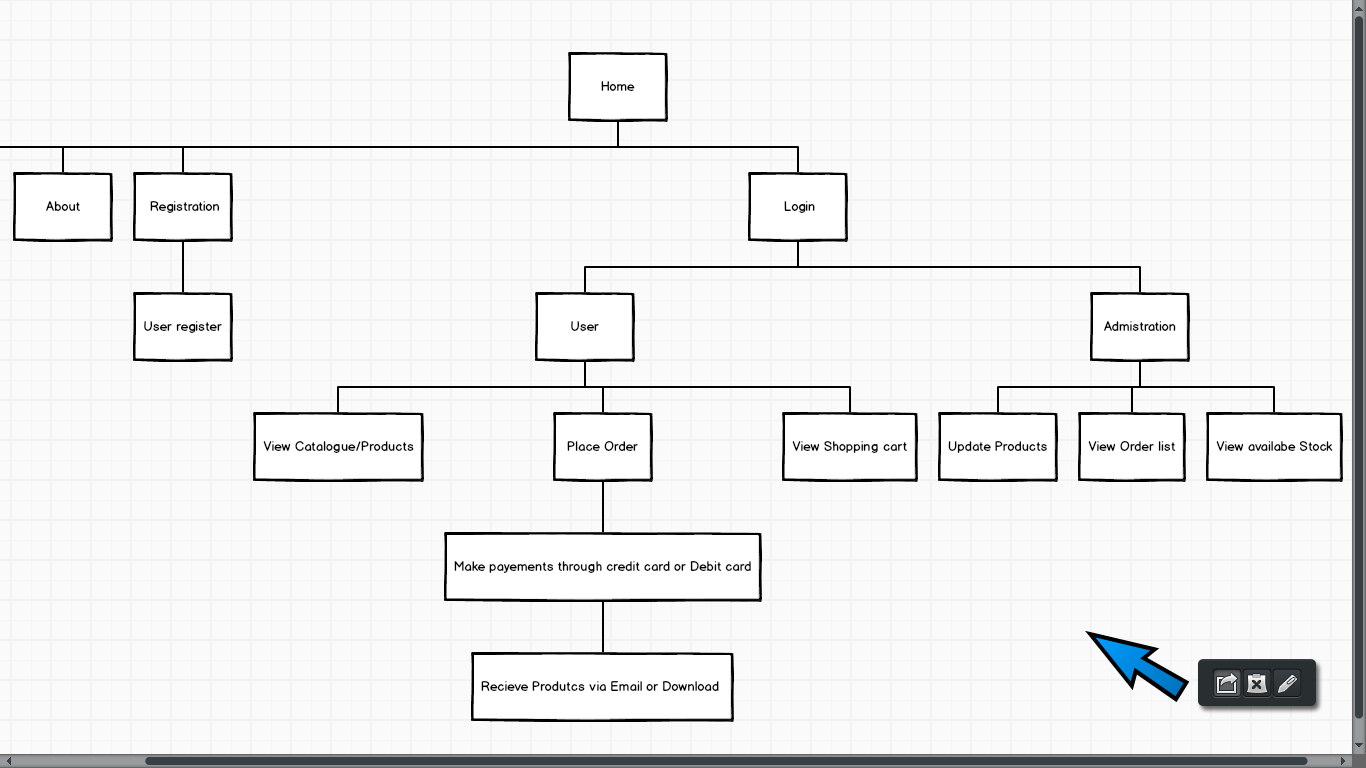 Home
About
Registration
Login
User register
User
Admistration
View Catalogue/Products
Place Order
View Shopping cart
Update Products
View Order list
View availabe Stock
Make payements through credit card or Debit card
Recieve Produtcs via Email or Download